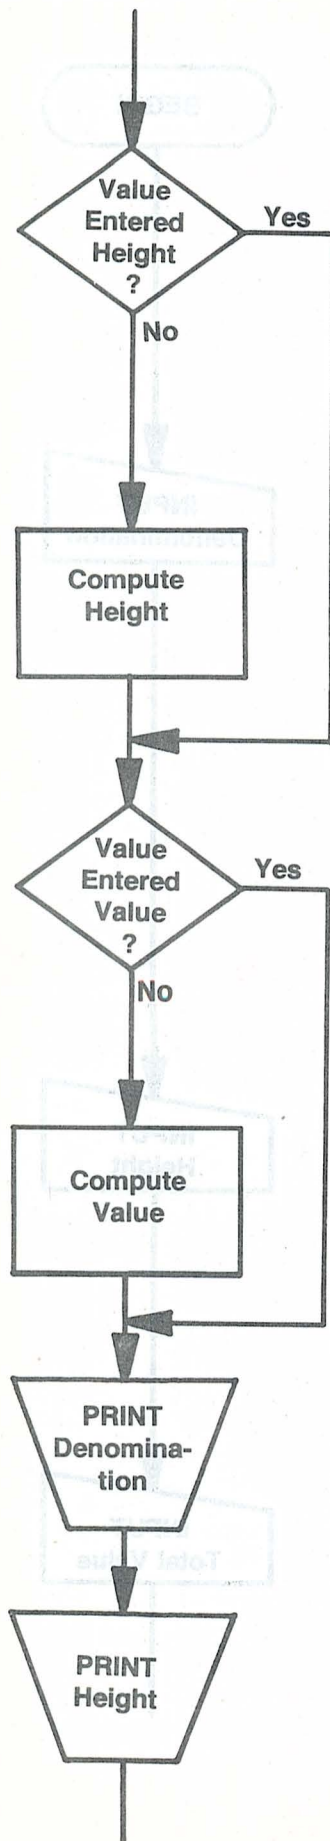 Value
Entered
Height
?
Yes
No
Compute
Height
Value
Entered
Value
?
Yes
No
Compute
Value
PRINT
Denomina-
tion
PRINT
Height